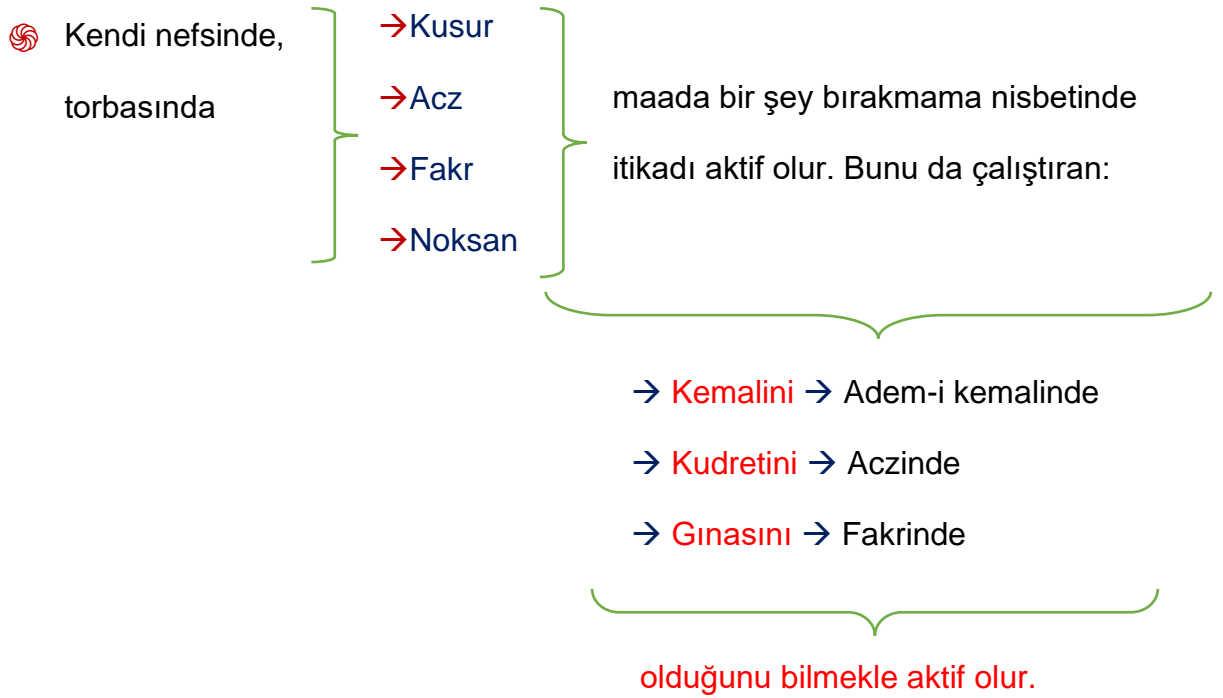 ֍ Kendi nefsinde,
torbasında
→Kusur
→Acz
→Fakr
→Noksan
maada bir şey bırakmama nisbetinde
itikadı aktif olur. Bunu da çalıştıran:
→ Kemalini → Adem-i kemalinde
→ Kudretini → Aczinde
→ Gınasını → Fakrinde
olduğunu bilmekle aktif olur.